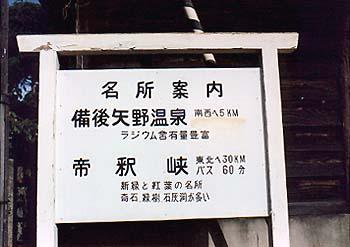 名所案内
備後矢野温泉 南西へ5KM
ラジウム含有量豊富
帝釈峡 東北へ30KM
バス 60分
新緑と紅葉の名所
奇石、緑樹、石灰洞が多い